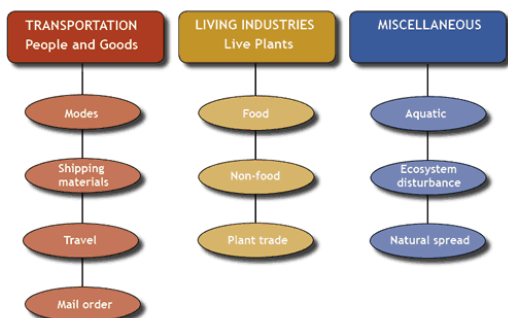 TRANSPORTATION
People and Goods
Modes
Shipping
materials
Travel
Mail order
LIVING INDUSTRIES
Live Plants
Food
Non-food
Plant trade
MISCELLANEOUS
Aquatic
Ecosystem
disturbance
Natural spread